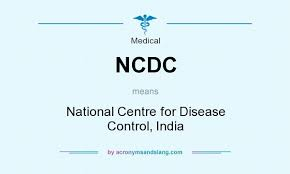 Medical
NCDC
means
National Centre for Disease
Control, India
by acronymsandslang.com